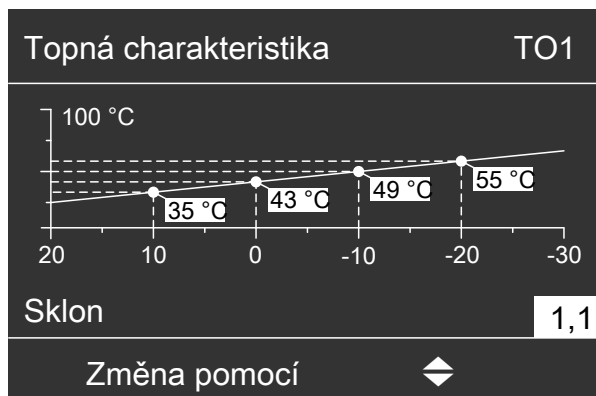 Topná charakteristika TO1
100 °C
35 °C 43 °C 49 °C 55 °C
20 10 0 -10 -20 -30
Sklon 1,1
Změna pomocí